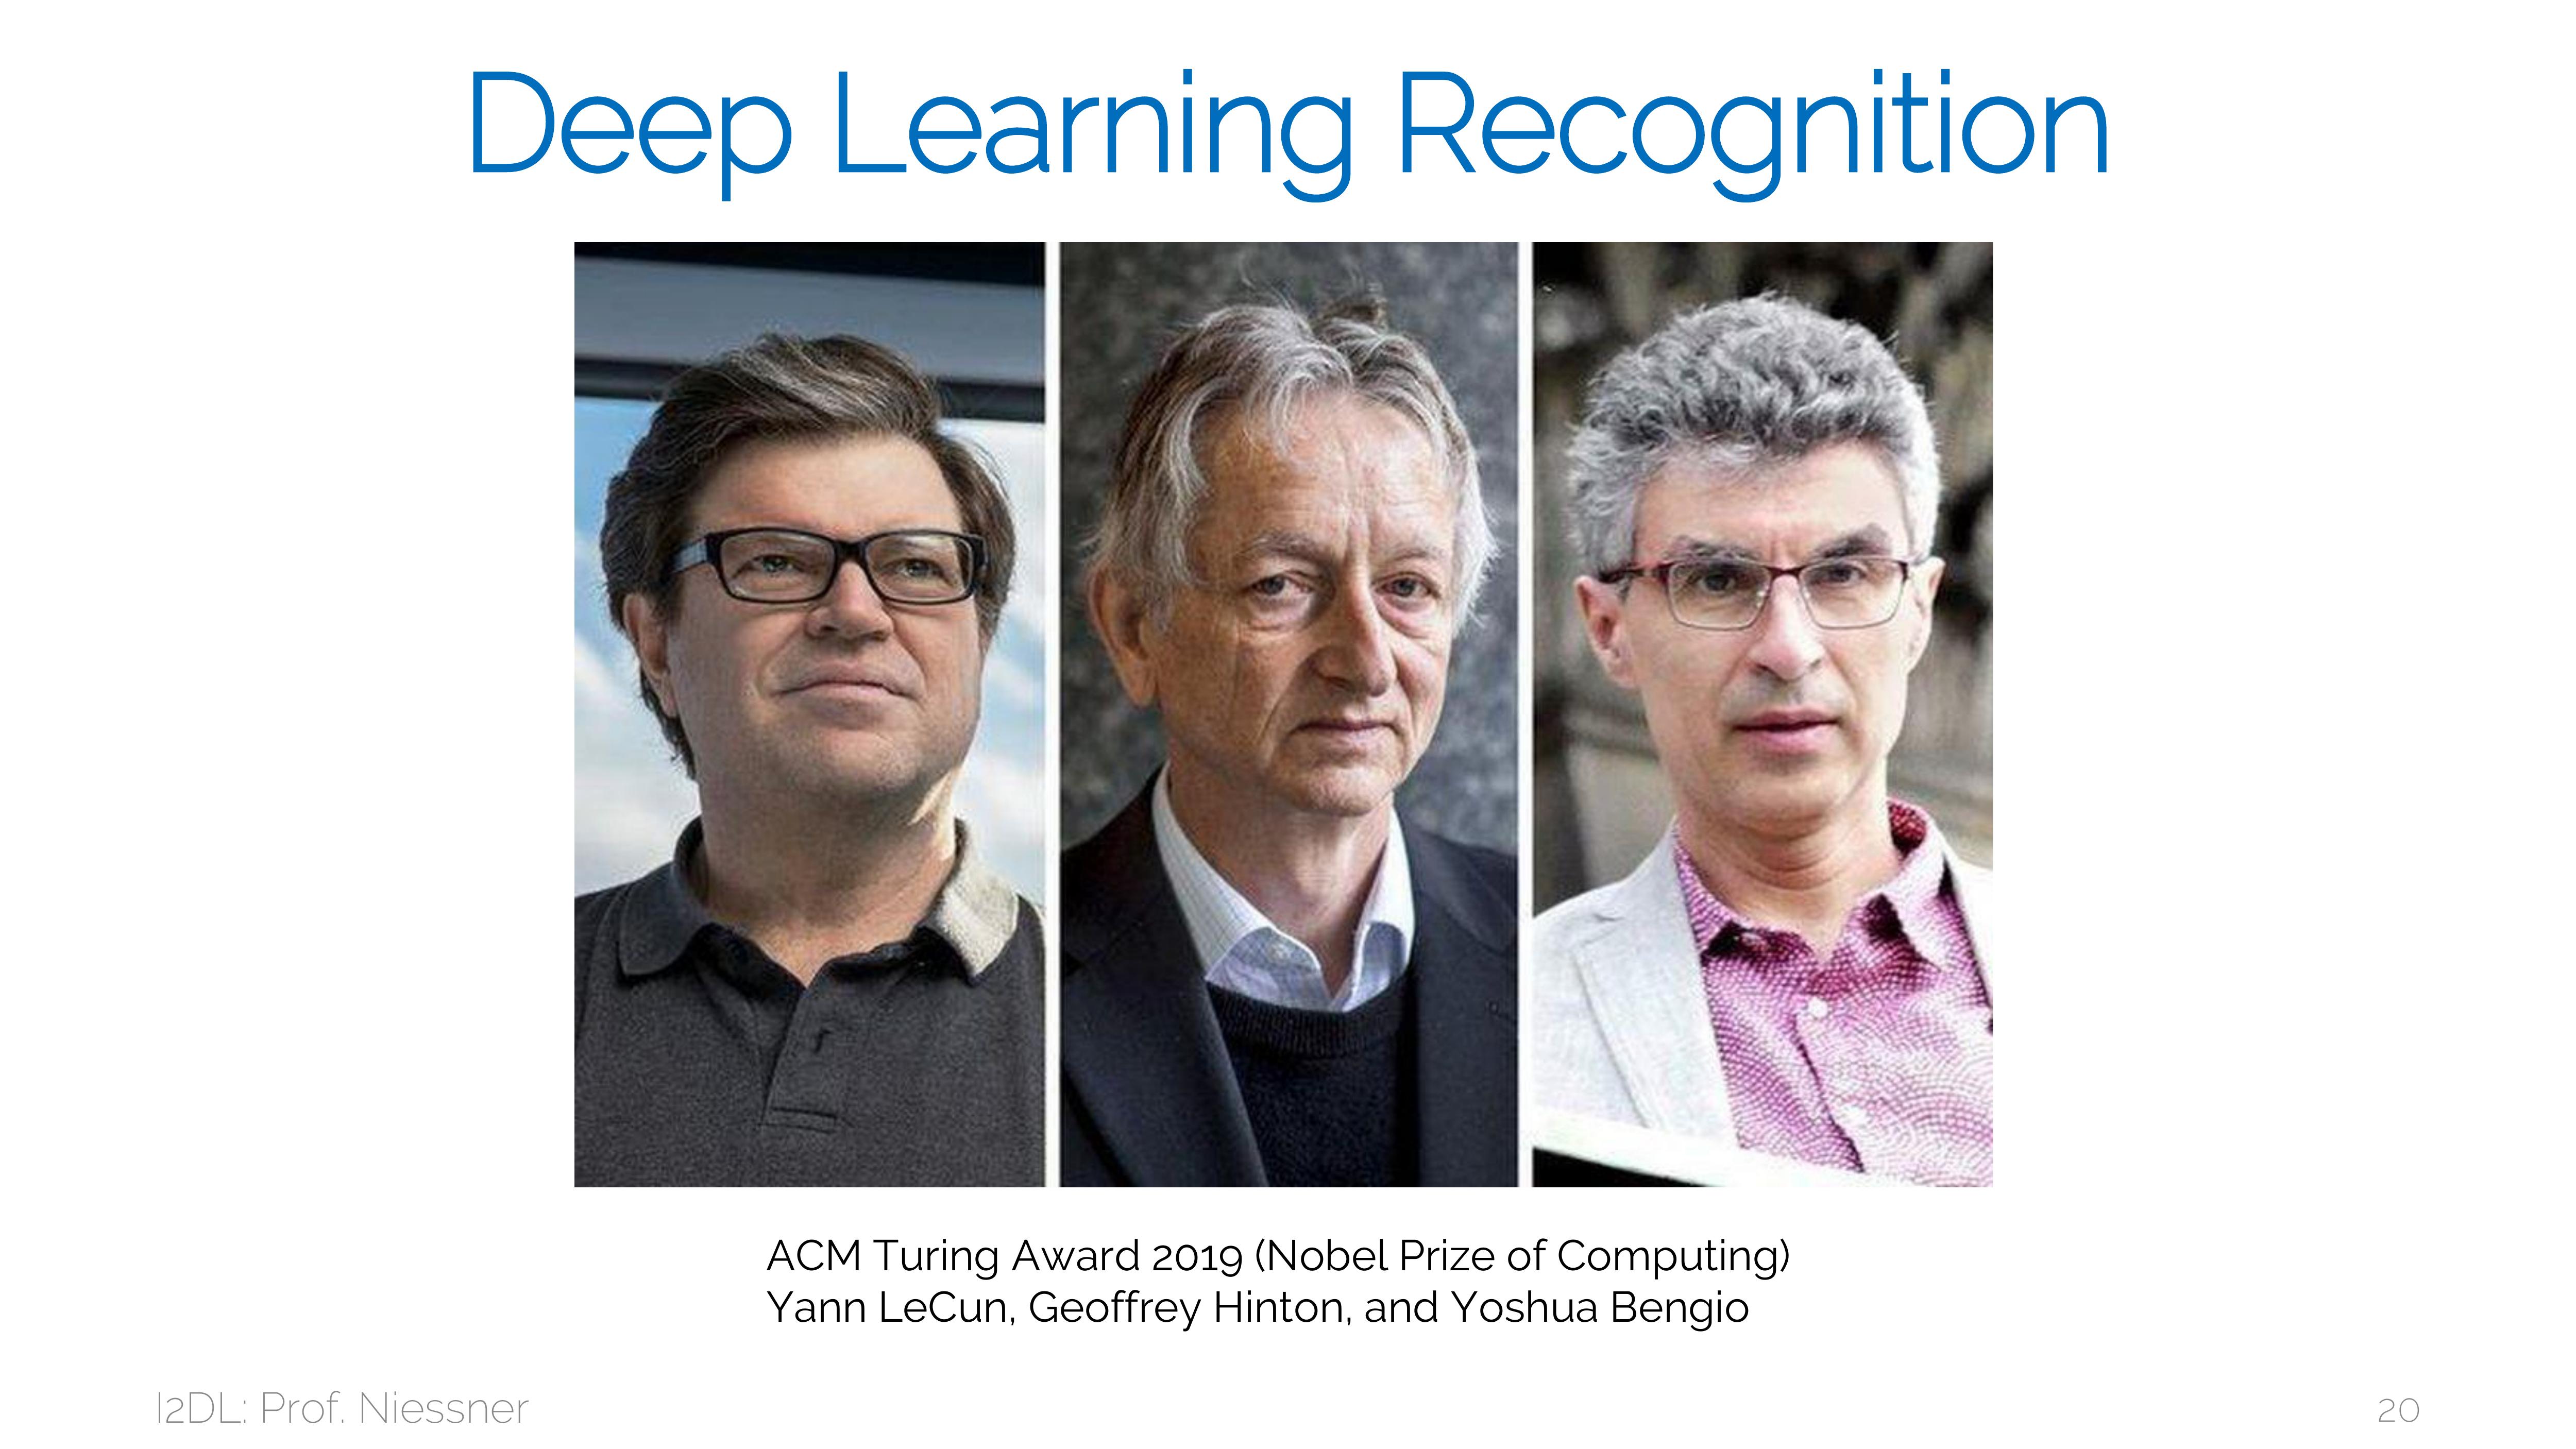 Deep Learning Recognition
ACM Turing Award 2019 (Nobel Prize of Computing)
Yann LeCun, Geoffrey Hinton, and Yoshua Bengio
I2DL: Prof. Niessner
20